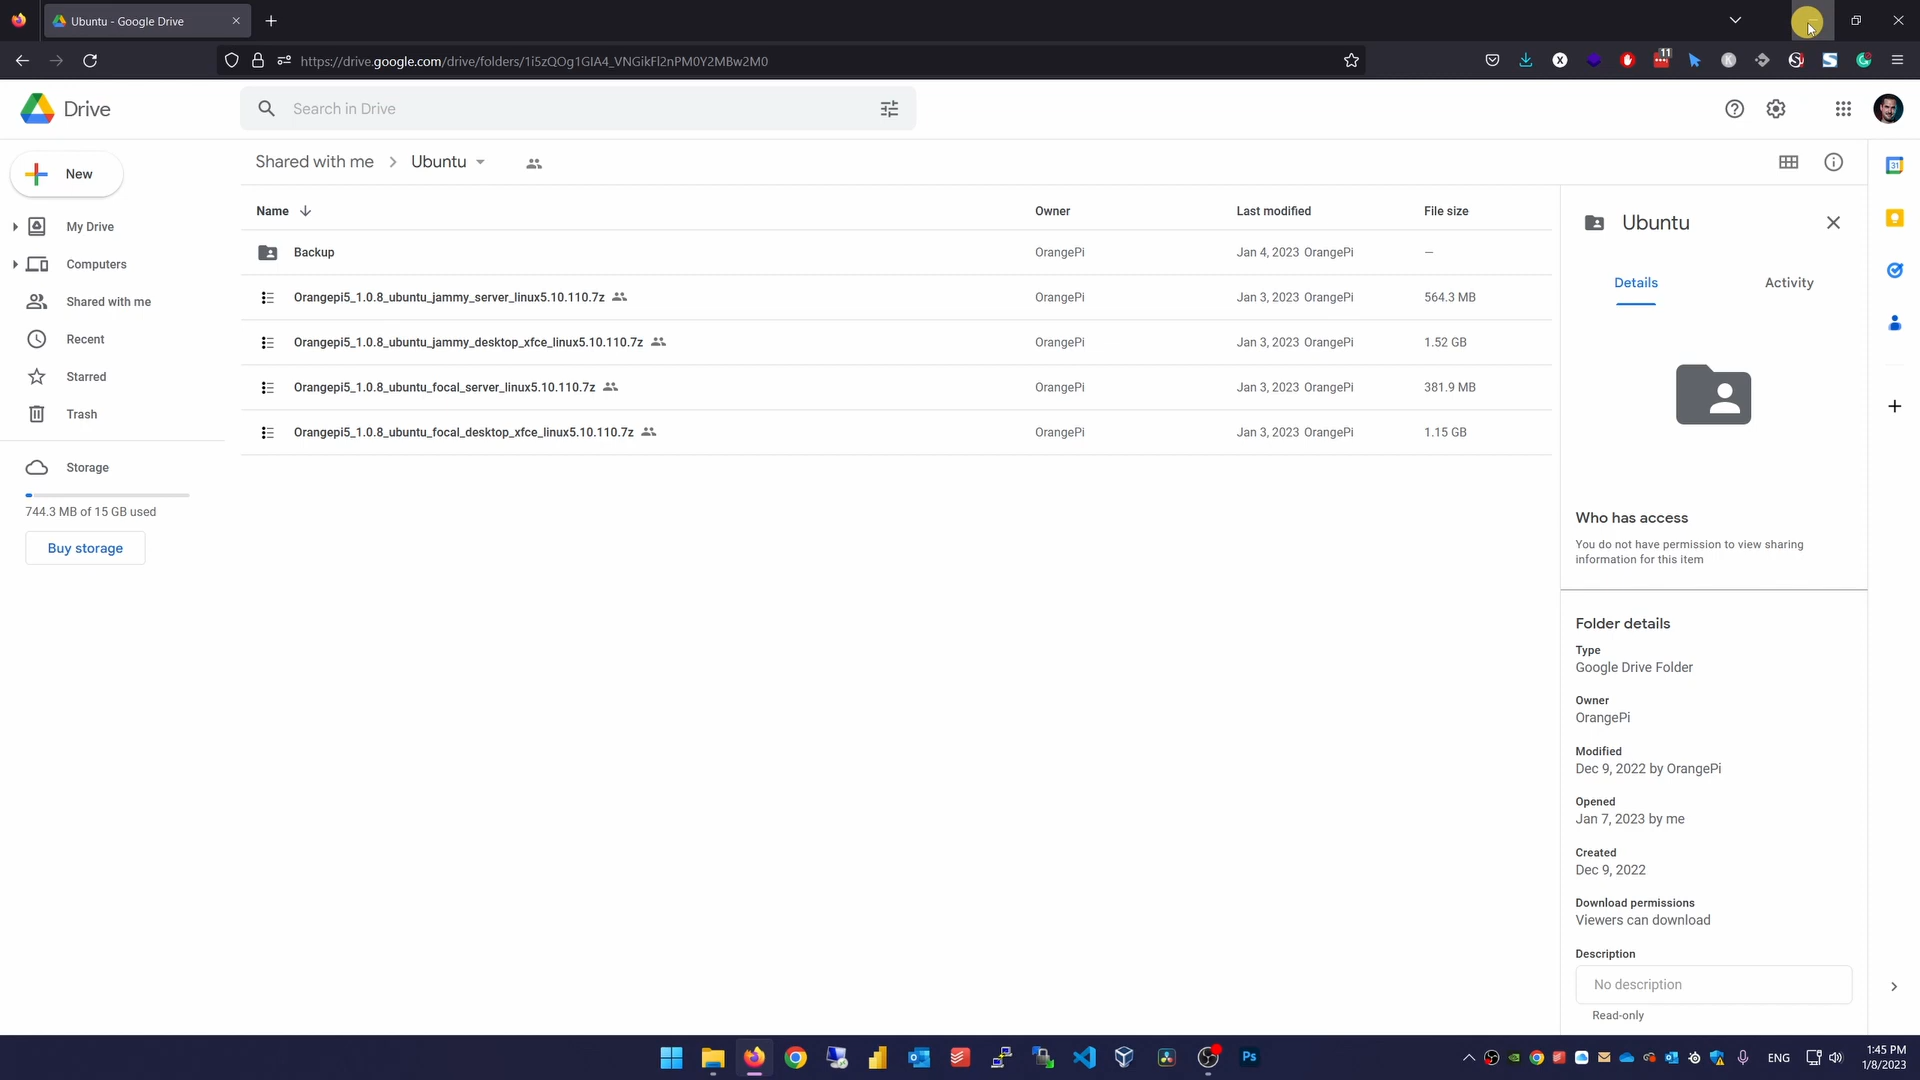 Ubuntu - Google Drive
https://drive.google.com/drive/folders/1i5zQOg1GIA4_VNGikFl2nPM0Y2MBw2M0
11
Drive
Search in Drive
New
My Drive
Computers
Shared with me
Recent
Starred
Trash
Storage
744.3 MB of 15 GB used
Buy storage
Shared with me
Ubuntu
Name
Owner
Last modified
File size
Backup
OrangePi
Jan 4, 2023 OrangePi
—
Orangepi5_1.0.8_ubuntu_jammy_server_linux5.10.110.7z
OrangePi
Jan 3, 2023 OrangePi
564.3 MB
Orangepi5_1.0.8_ubuntu_jammy_desktop_xfce_linux5.10.110.7z
OrangePi
Jan 3, 2023 OrangePi
1.52 GB
Orangepi5_1.0.8_ubuntu_focal_server_linux5.10.110.7z
OrangePi
Jan 3, 2023 OrangePi
381.9 MB
Orangepi5_1.0.8_ubuntu_focal_desktop_xfce_linux5.10.110.7z
OrangePi
Jan 3, 2023 OrangePi
1.15 GB
Ubuntu
Details
Activity
Who has access
You do not have permission to view sharing
information for this item
Folder details
Type
Google Drive Folder
Owner
OrangePi
Modified
Dec 9, 2022 by OrangePi
Opened
Jan 7, 2023 by me
Created
Dec 9, 2022
Download permissions
Viewers can download
Description
No description
Read-only
31
Ps
ENG
1:45 PM
1/8/2023